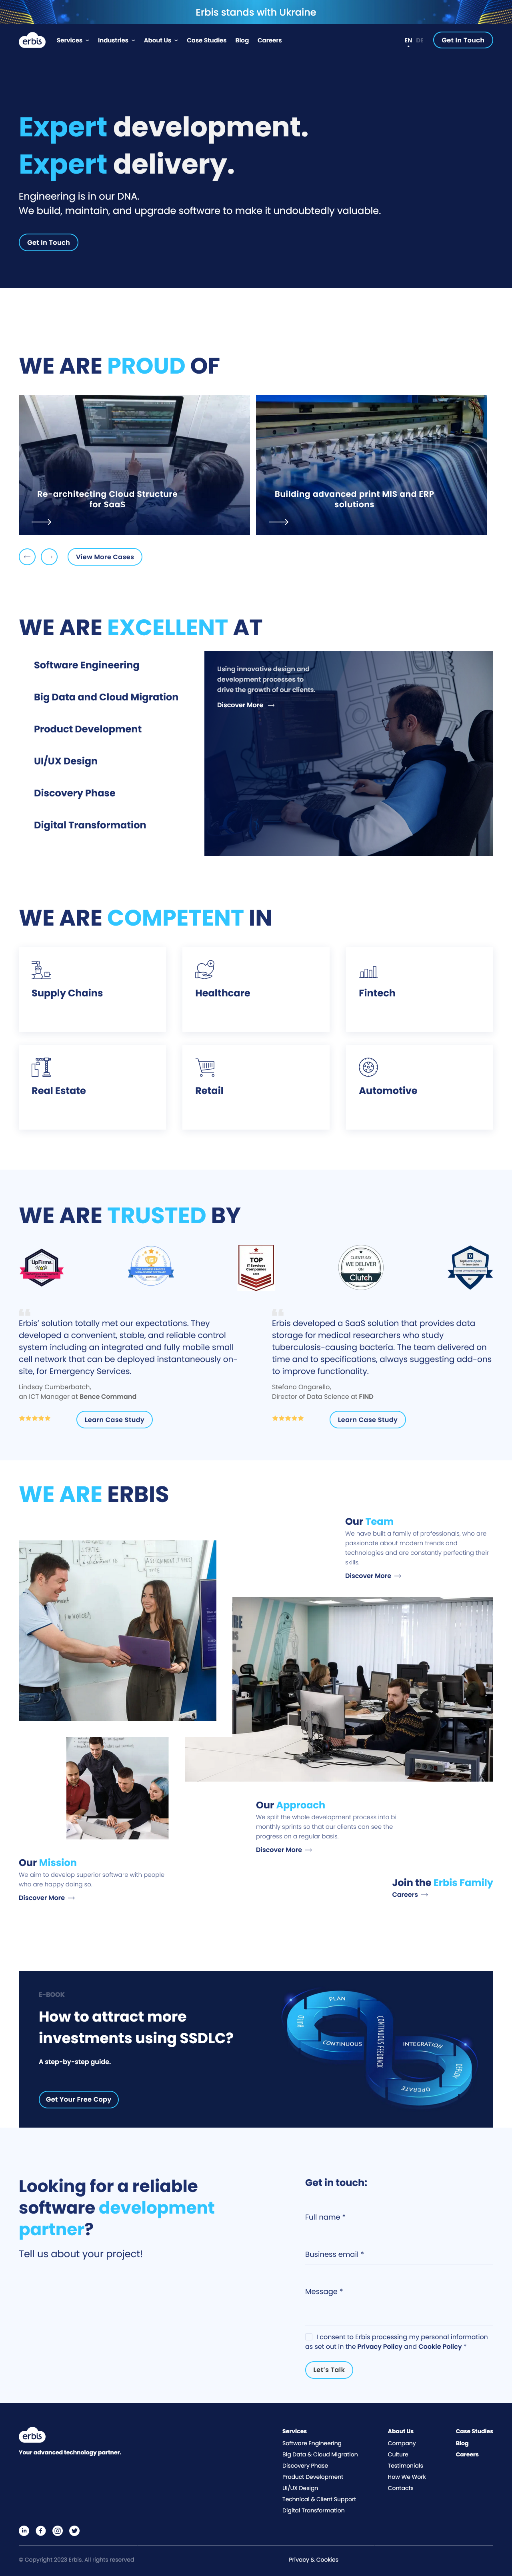 Erbis stands with Ukraine
erbis Services Industries About Us Case Studies Blog Careers EN DE Get In Touch
Expert development.
Expert delivery.
Engineering is in our DNA.
We build, maintain, and upgrade software to make it undoubtedly valuable.
Get In Touch
WE ARE PROUD OF
Re-architecting Cloud Structure
for SaaS
Building advanced print MIS and ERP
solutions
View More Cases
WE ARE EXCELLENT AT
Software Engineering
Big Data and Cloud Migration
Product Development
UI/UX Design
Discovery Phase
Digital Transformation
Using innovative design and
development processes to
drive the growth of our clients.
Discover More
WE ARE COMPETENT IN
Supply Chains
Healthcare
Fintech
Real Estate
Retail
Automotive
WE ARE TRUSTED BY
UpFirms
TOP
IT Services
Companies
CLIENTS SAY
WE DELIVER
ON
Clutch
Erbis' solution totally met our expectations. They
developed a convenient, stable, and reliable control
system including an integrated and fully mobile small
cell network that can be deployed instantaneously on-
site, for Emergency Services.
Lindsay Cumberbatch,
an ICT Manager at Bence Command
Learn Case Study
Erbis developed a SaaS solution that provides data
storage for medical researchers who study
tuberculosis-causing bacteria. The team delivered on
time and to specifications, always suggesting add-ons
to improve functionality.
Stefano Ongarello,
Director of Data Science at FIND
Learn Case Study
WE ARE ERBIS
Our Team
We have built a family of professionals, who are
passionate about modern trends and
technologies and are constantly perfecting their
skills.
Discover More
Our Approach
We split the whole development process into bi-
monthly sprints so that our clients can see the
progress on a regular basis.
Discover More
Our Mission
We aim to develop superior software with people
who are happy doing so.
Discover More
Join the Erbis Family
Careers
E-BOOK
How to attract more
investments using SSDLC?
A step-by-step guide.
Get Your Free Copy
PLAN
BUILD
CONTINUOUS
CONTINUOUS FEEDBACK
INTEGRATION
DEPLOY
OPERATE
Looking for a reliable
software development
partner?
Tell us about your project!
Get in touch:
Full name *
Business email *
Message *
I consent to Erbis processing my personal information
as set out in the Privacy Policy and Cookie Policy *
Let's Talk
erbis
Your advanced technology partner.
Services
Software Engineering
Big Data & Cloud Migration
Discovery Phase
Product Development
UI/UX Design
Technical & Client Support
Digital Transformation
About Us
Company
Culture
Testimonials
How We Work
Contacts
Case Studies
Blog
Careers
© Copyright 2023 Erbis. All rights reserved
Privacy & Cookies